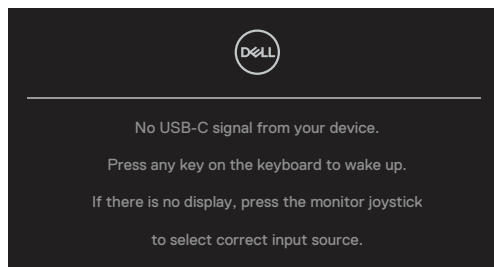 DELL
No USB-C signal from your device.
Press any key on the keyboard to wake up.
If there is no display, press the monitor joystick
to select correct input source.